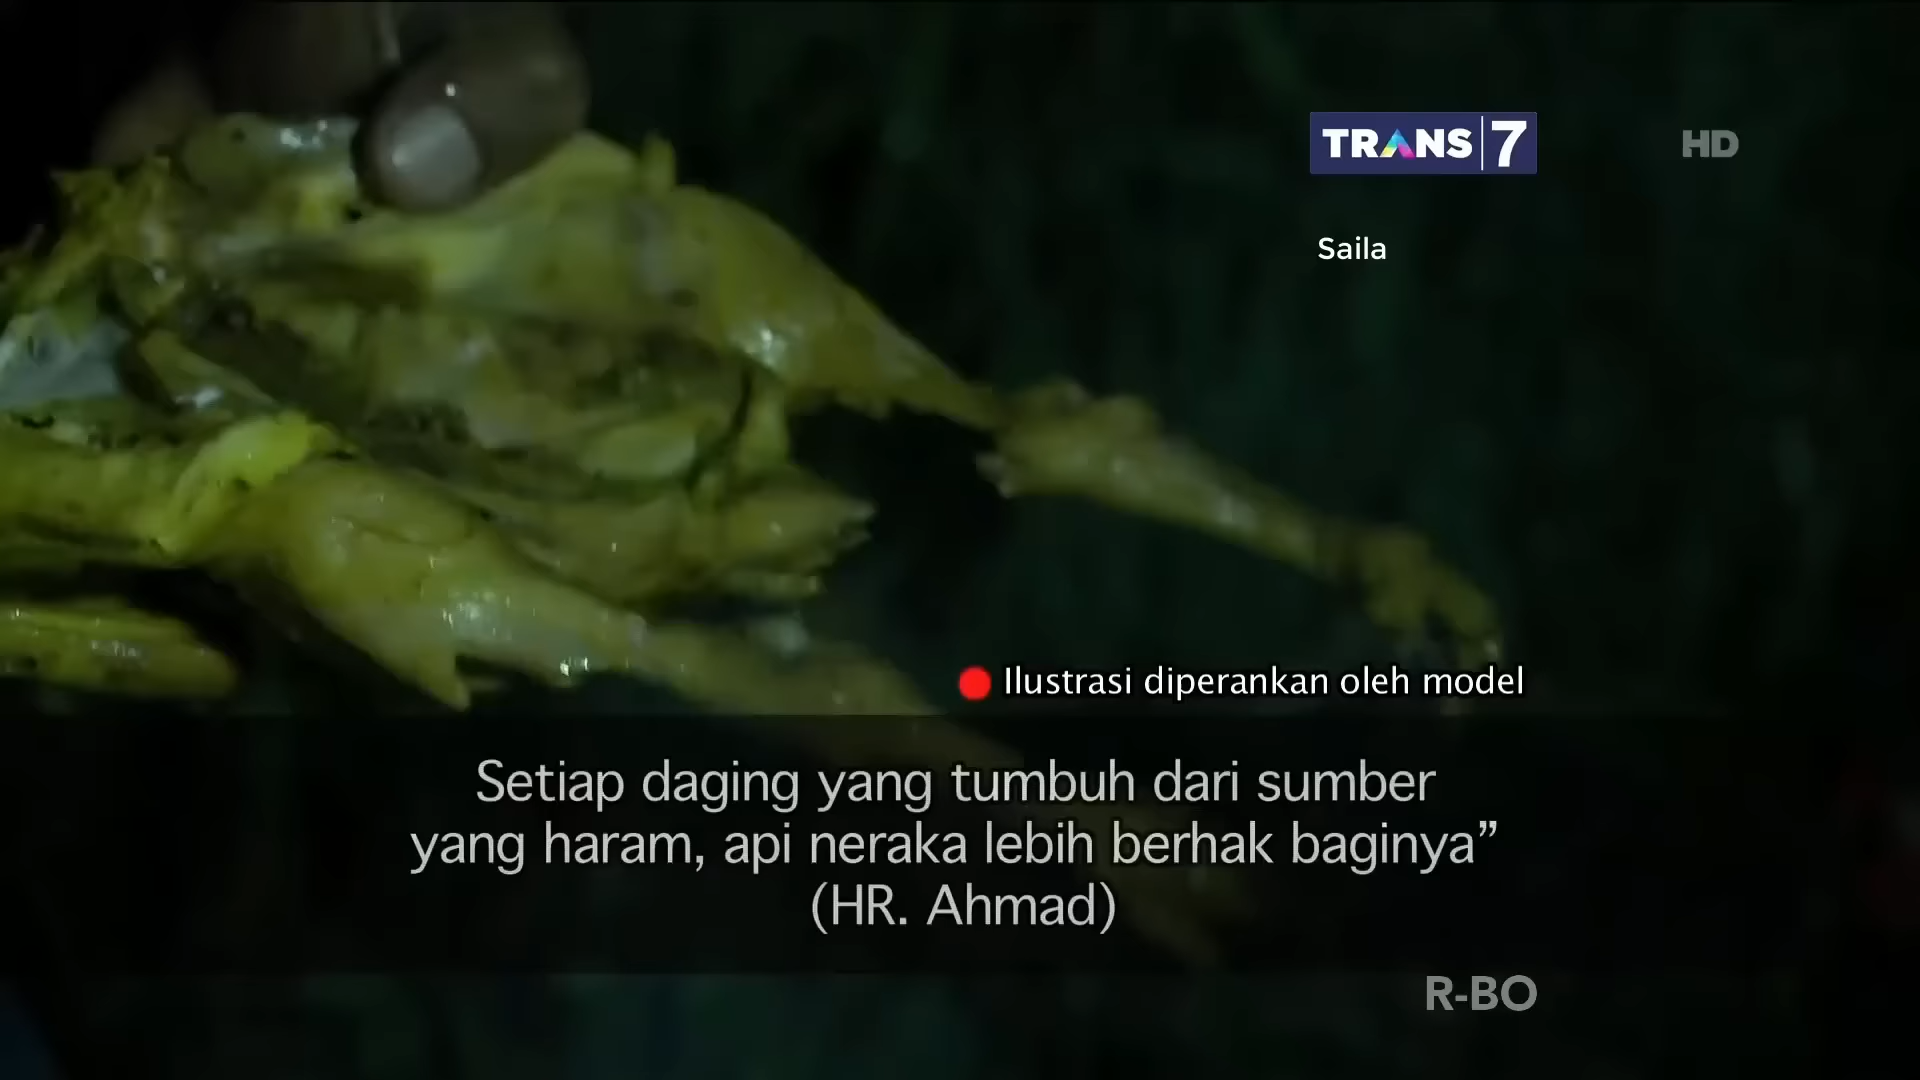 TRANS|7
HD
Saila
Ilustrasi diperankan oleh model
Setiap daging yang tumbuh dari sumber
yang haram, api neraka lebih berhak baginya”
(HR. Ahmad)
R-BO